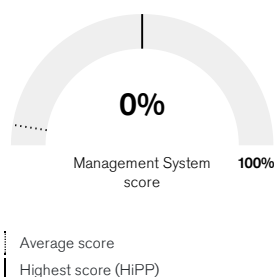 0%
Management System
score
100%
Average score
Highest score (HiPP)